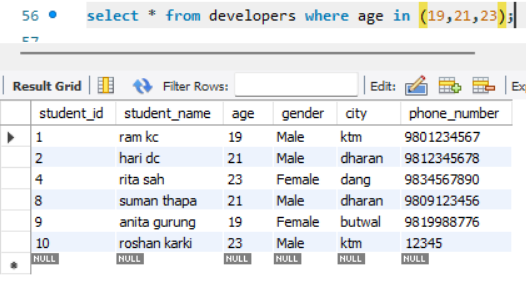 56 select * from developers where age in (19,21,23);
57
Result Grid Filter Rows: Edit:
student_id student_name age gender city phone_number
1 ram kc 19 Male ktm 9801234567
2 hari dc 21 Male dharan 9812345678
4 rita sah 23 Female dang 9834567890
8 suman thapa 21 Male dharan 9809123456
9 anita gurung 19 Female butwal 9819988776
10 roshan karki 23 Male ktm 12345
NULL NULL NULL NULL NULL NULL